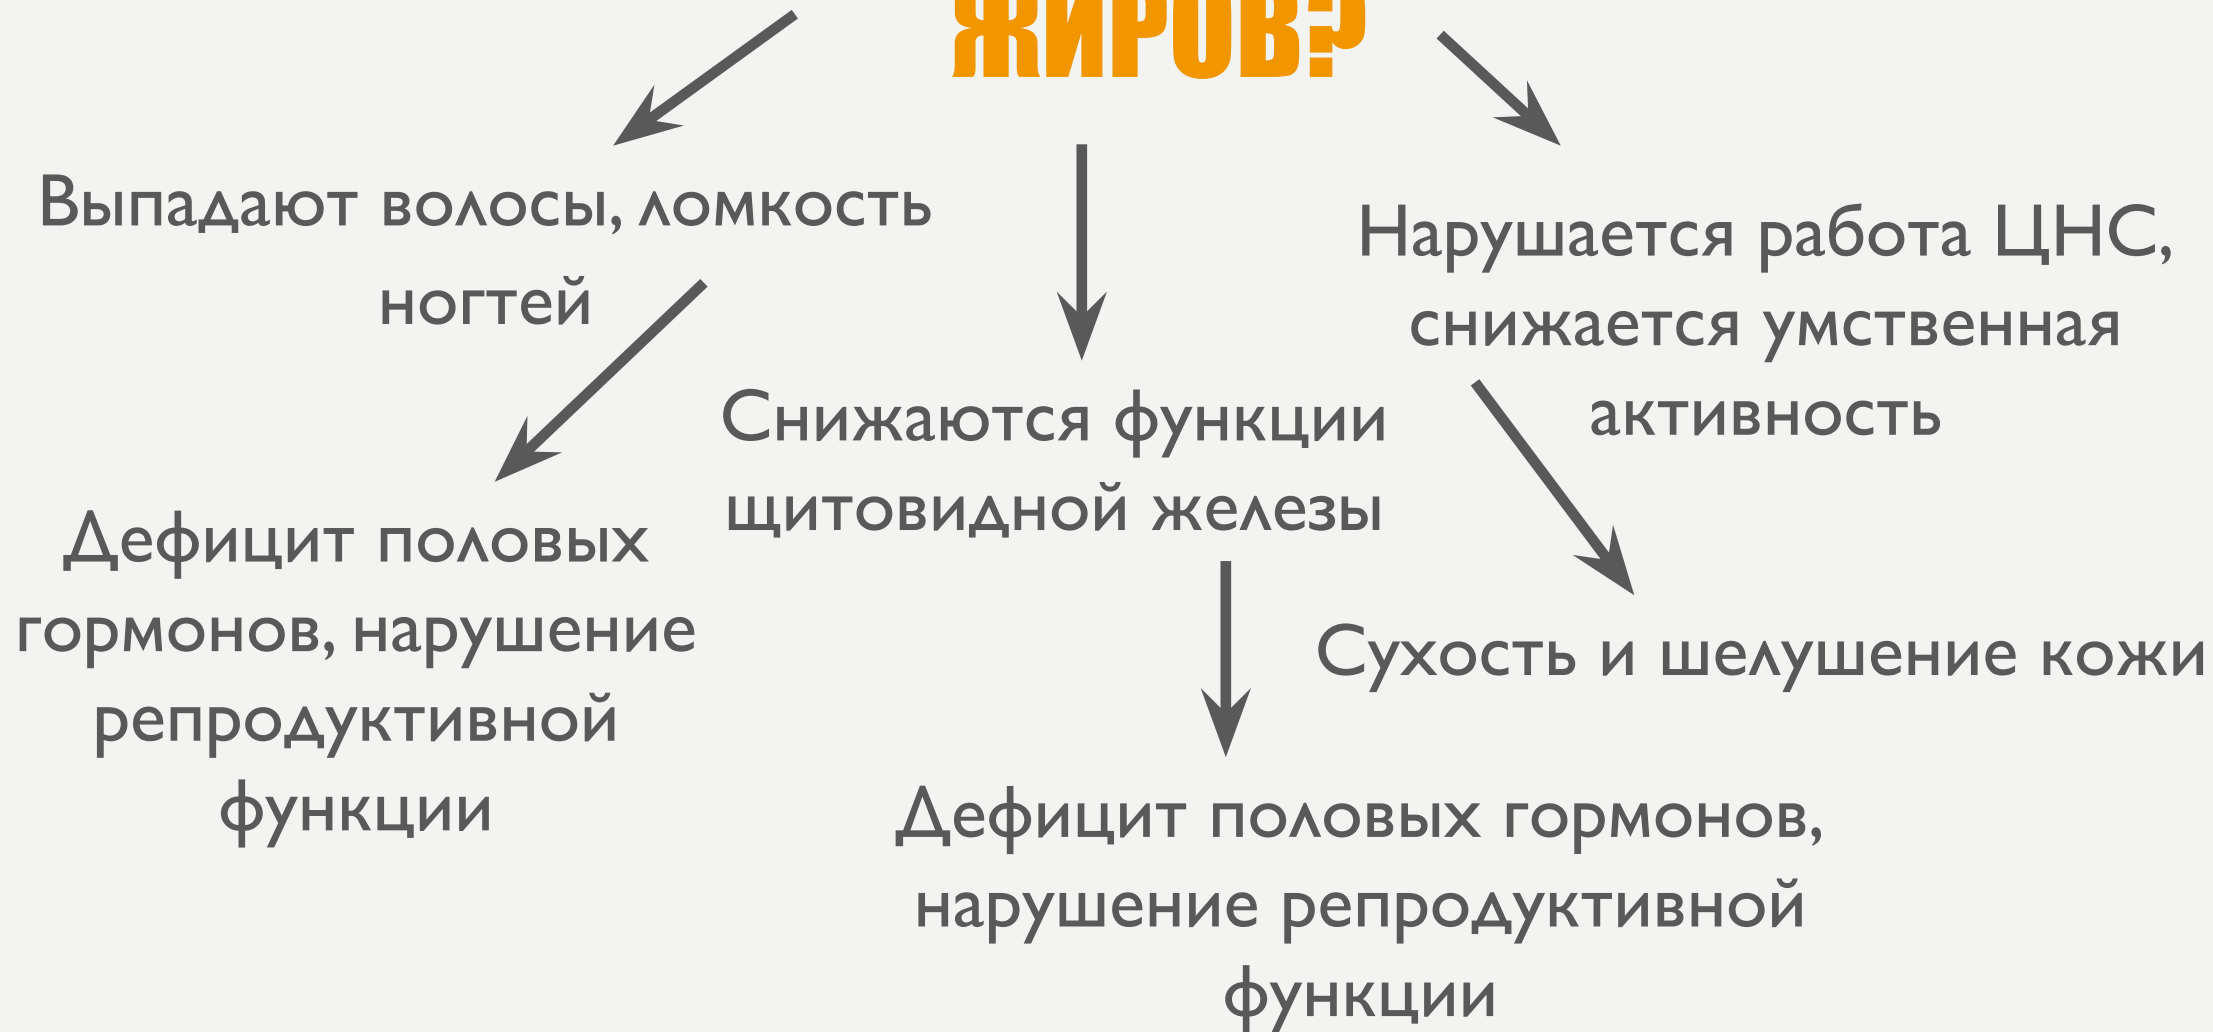 ЖИРОВ?
Выпадают волосы, ломкость
ногтей
Снижаются функции
щитовидной железы
Нарушается работа ЦНС,
снижается умственная
активность
Дефицит половых
гормонов, нарушение
репродуктивной
функции
Сухость и шелушение кожи
Дефицит половых гормонов,
нарушение репродуктивной
функции